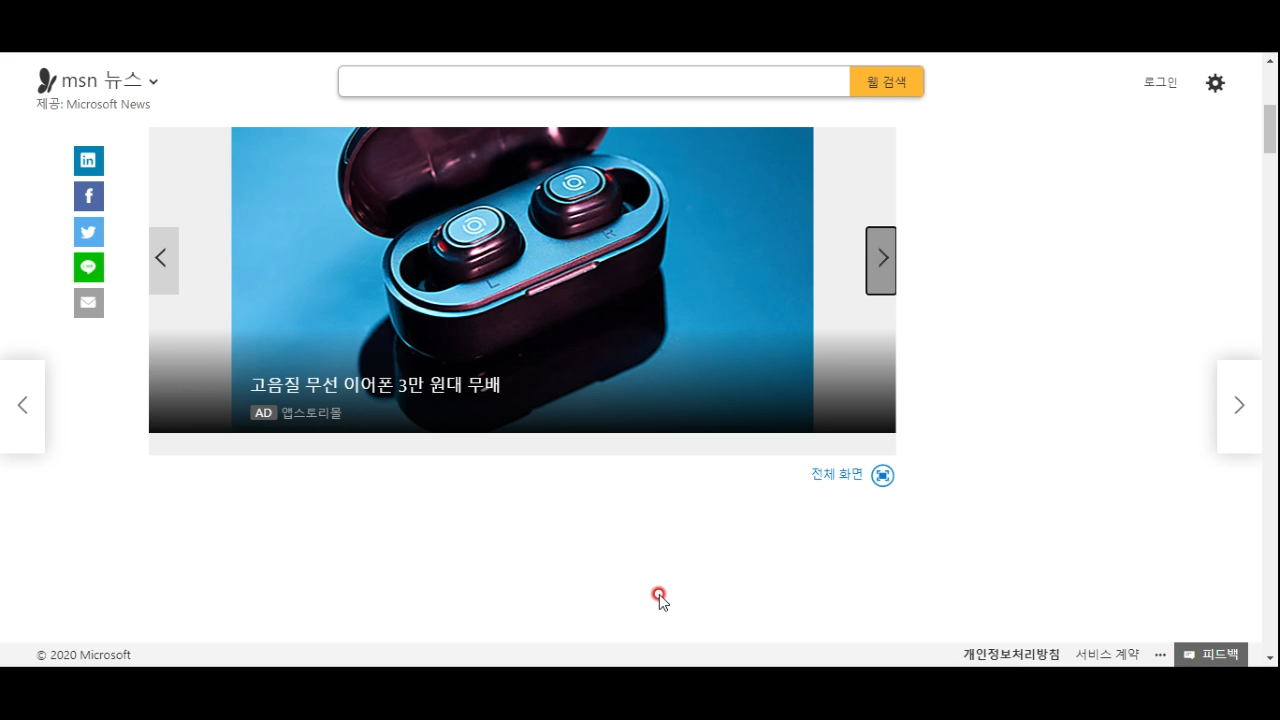 msn 뉴스
웹 검색
로그인
제공: Microsoft News
in
f
L
R
고음질 무선 이어폰 3만 원대 무배
AD 앱스토리몰
전체 화면
© 2020 Microsoft
개인정보처리방침 서비스 계약 ... 피드백